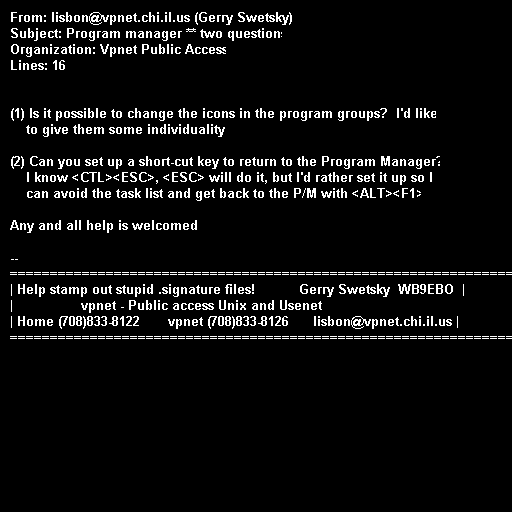 From: lisbon@vpnet.chi.il.us (Gerry Swetsky)
Subject: Program manager ** two questions
Organization: Vpnet Public Access
Lines: 16
(1) Is it possible to change the icons in the program groups?  I'd like
to give them some individuality
(2) Can you set up a short-cut key to return to the Program Manager?
I know <CTL><ESC>, <ESC> will do it, but I'd rather set it up so I
can avoid the task list and get back to the P/M with <ALT><F1>
Any and all help is welcomed
--
==============================================================
| Help stamp out stupid .signature files!            Gerry Swetsky  WB9EBO  |
|                  vpnet - Public access Unix and Usenet
| Home (708)833-8122        vpnet (708)833-8126       lisbon@vpnet.chi.il.us |
==============================================================